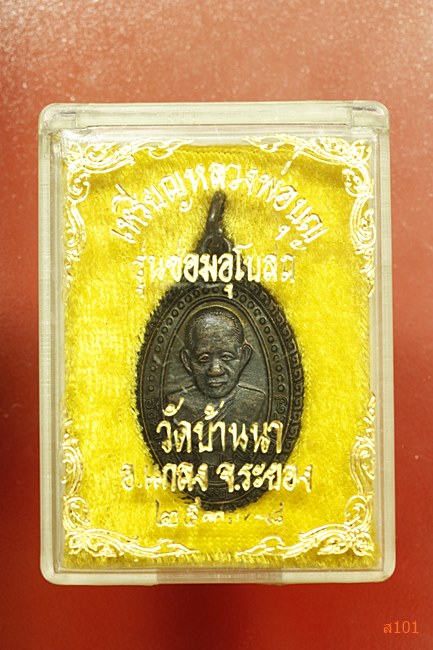 เหรียญหลวงพ่อบุญ
รุ่นซ่อมอุโบสถ
วัดบ้านนา
อ.แกลง จ.ระยอง
ส101